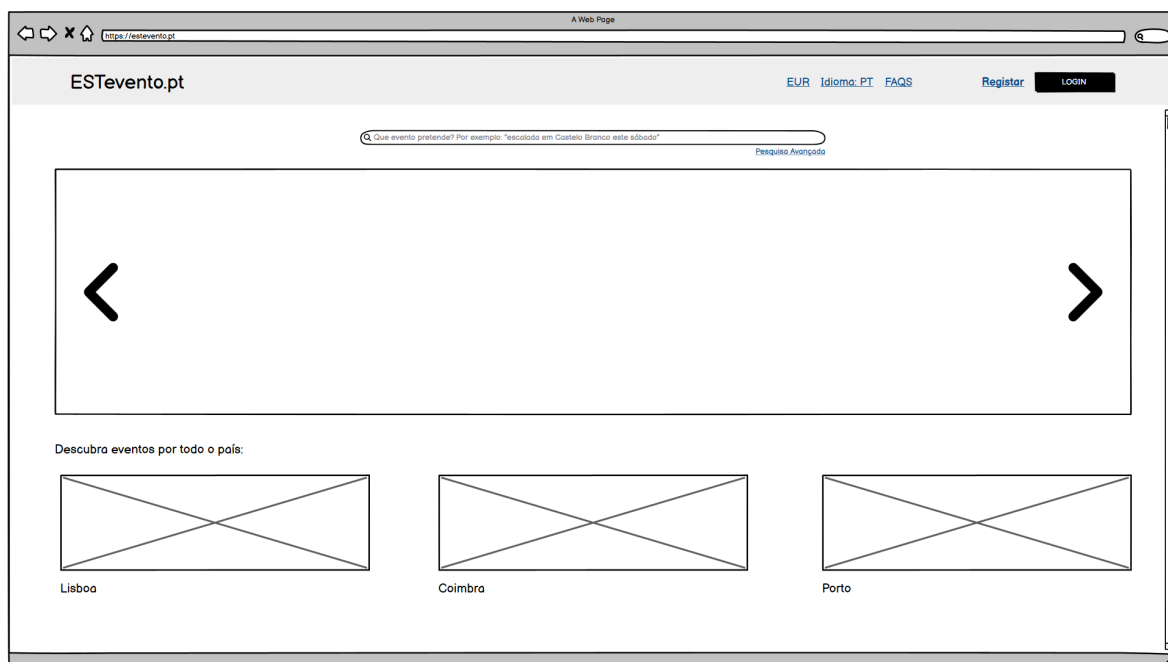 A Web Page
https://estevento.pt
ESTevento.pt
EUR Idioma: PT FAQS Registar LOGIN
Que evento pretende? Por exemplo: "escalada em Castelo Branco este sábado"
Pesquisa Avançada
Descubra eventos por todo o país:
Lisboa Coimbra Porto